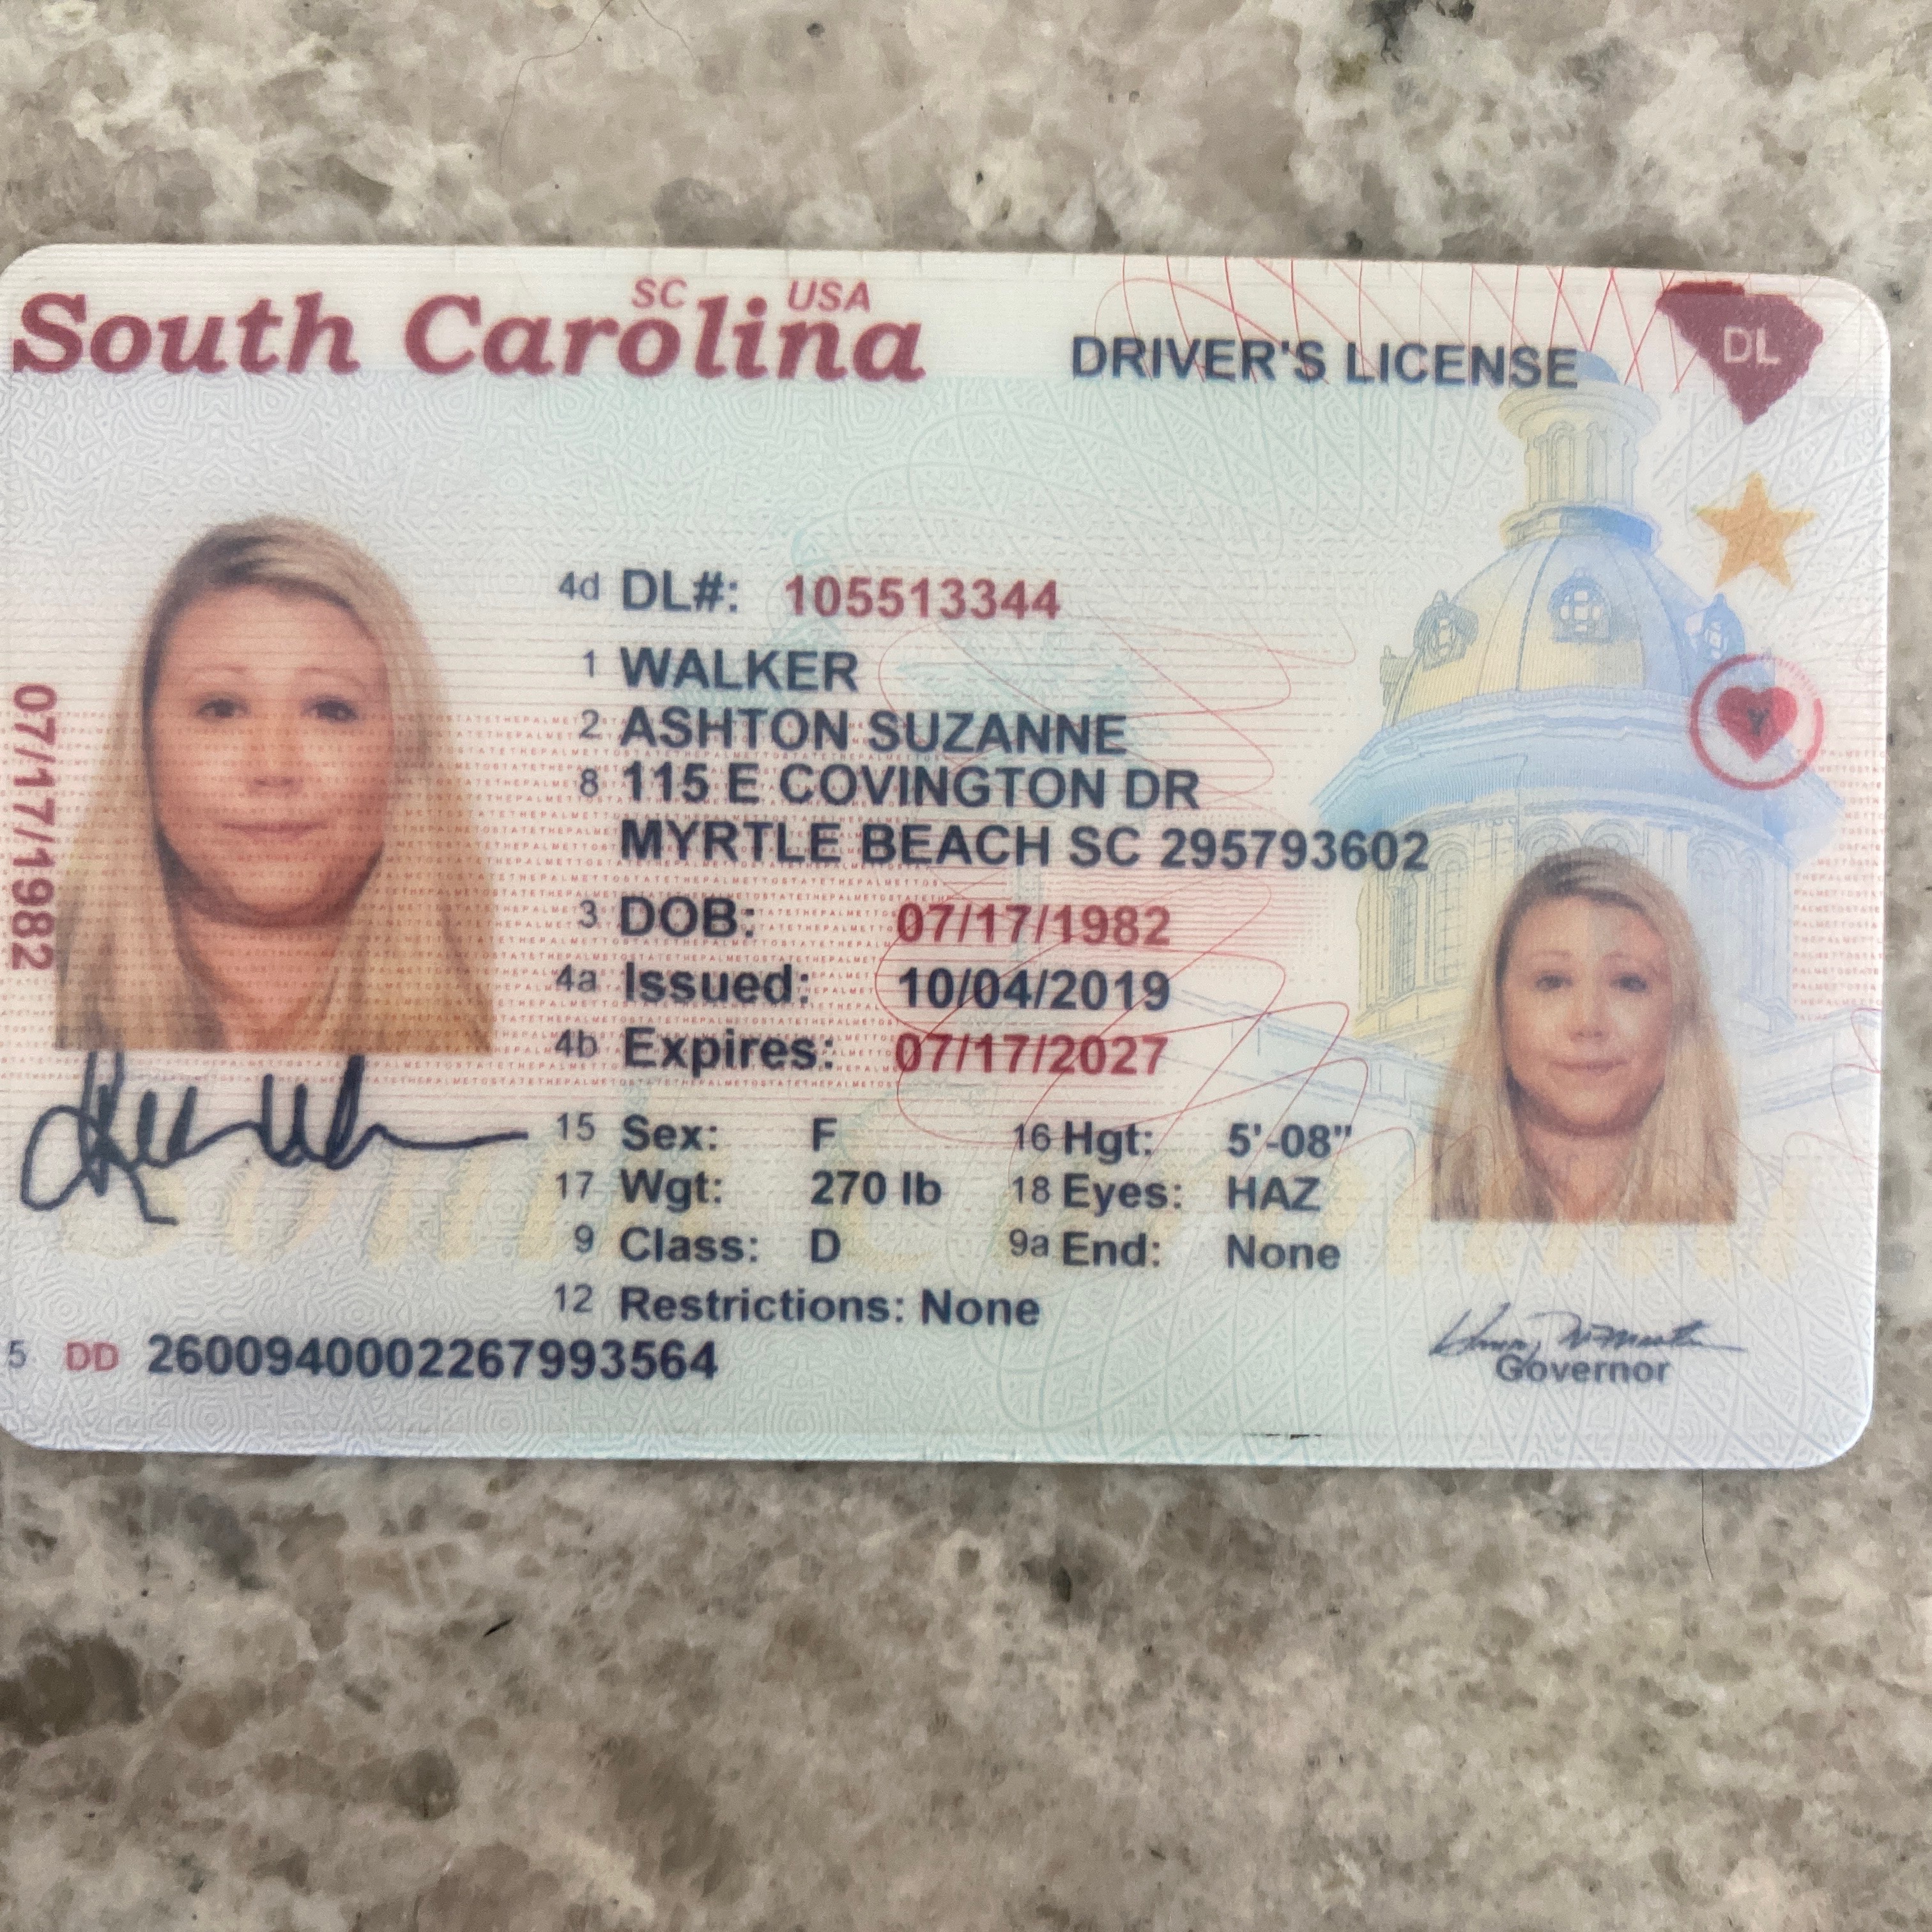 SC USA
South Carolina
DRIVER'S LICENSE
DL
4d DL#: 105513344
1 WALKER
2 ASHTON SUZANNE
8 115 E COVINGTON DR
MYRTLE BEACH SC 295793602
3 DOB: 07/17/1982
4a Issued: 10/04/2019
4b Expires: 07/17/2027
15 Sex: F 16 Hgt: 5'-08"
17 Wgt: 270 lb 18 Eyes: HAZ
9 Class: D 9a End: None
12 Restrictions: None
5 DD 26009400002267993564
07/17/1982
Y
Governor